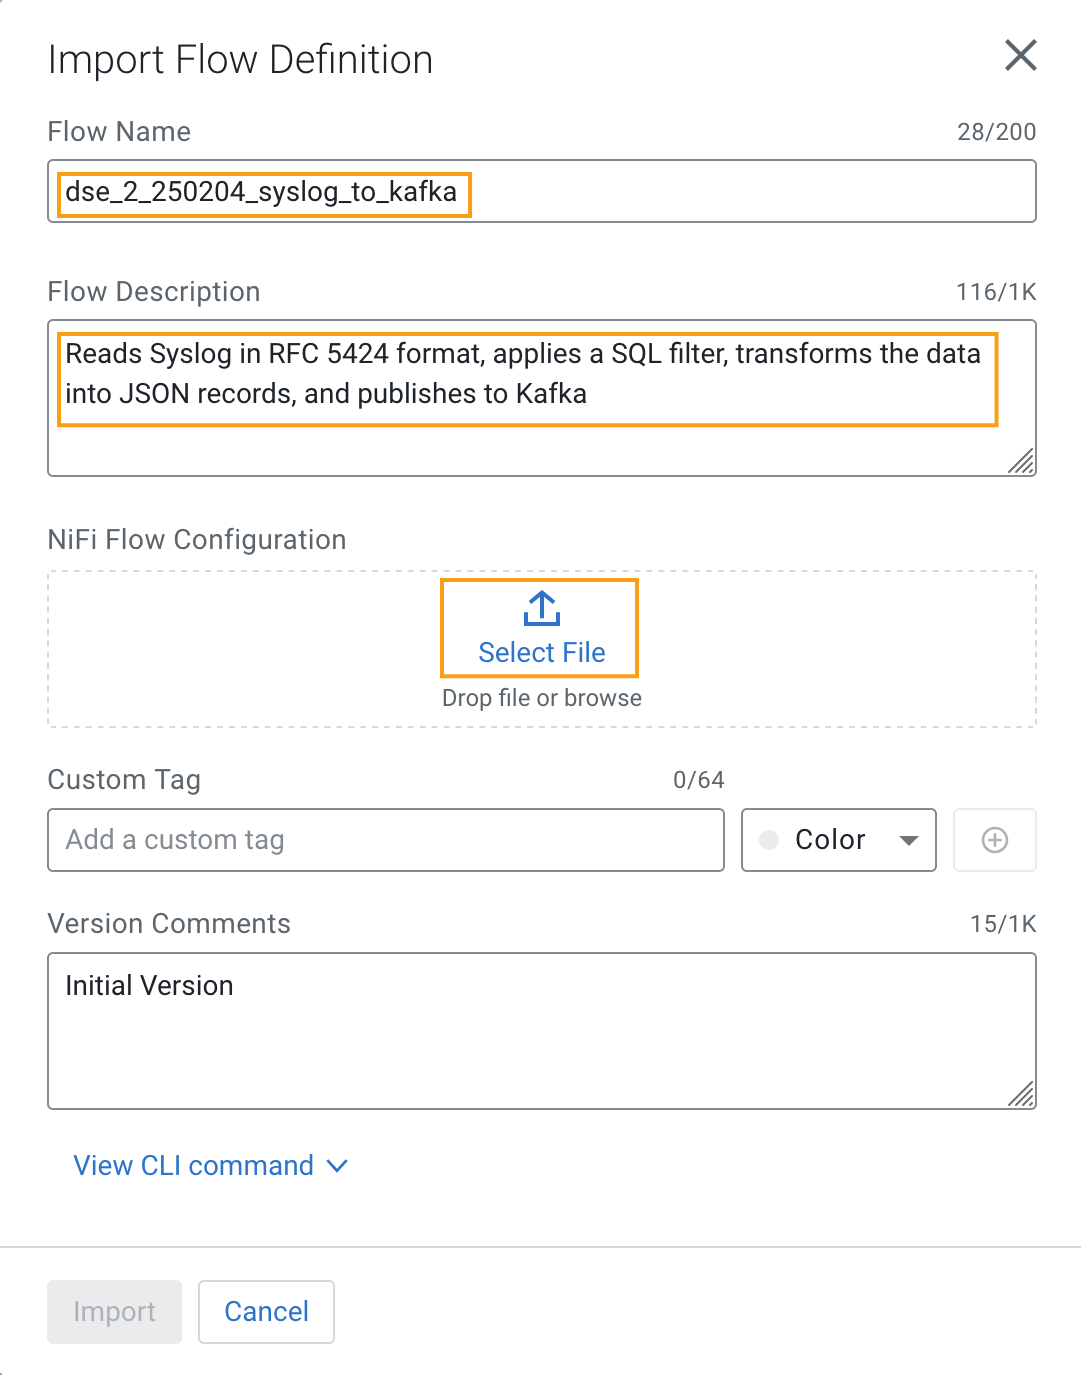 Import Flow Definition
Flow Name 28/200
dse_2_250204_syslog_to_kafka
Flow Description 116/1K
Reads Syslog in RFC 5424 format, applies a SQL filter, transforms the data
into JSON records, and publishes to Kafka
NiFi Flow Configuration
Select File
Drop file or browse
Custom Tag 0/64
Add a custom tag Color
Version Comments 15/1K
Initial Version
View CLI command
Import Cancel